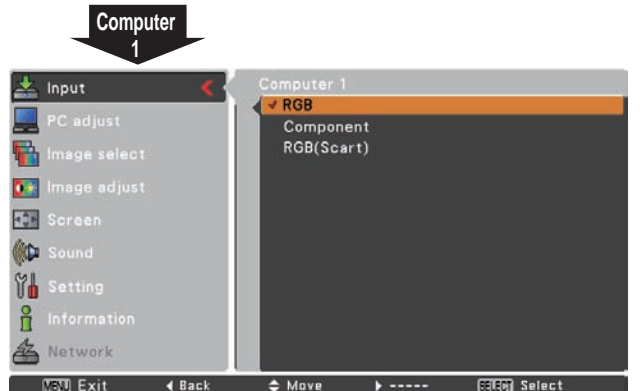 Computer
1
Input
PC adjust
Image select
Image adjust
Screen
Sound
Setting
Information
Network
Computer 1
✔ RGB
Component
RGB(Scart)
MENU Exit ◀ Back ⬍ Move ▶ ----- SELECT Select